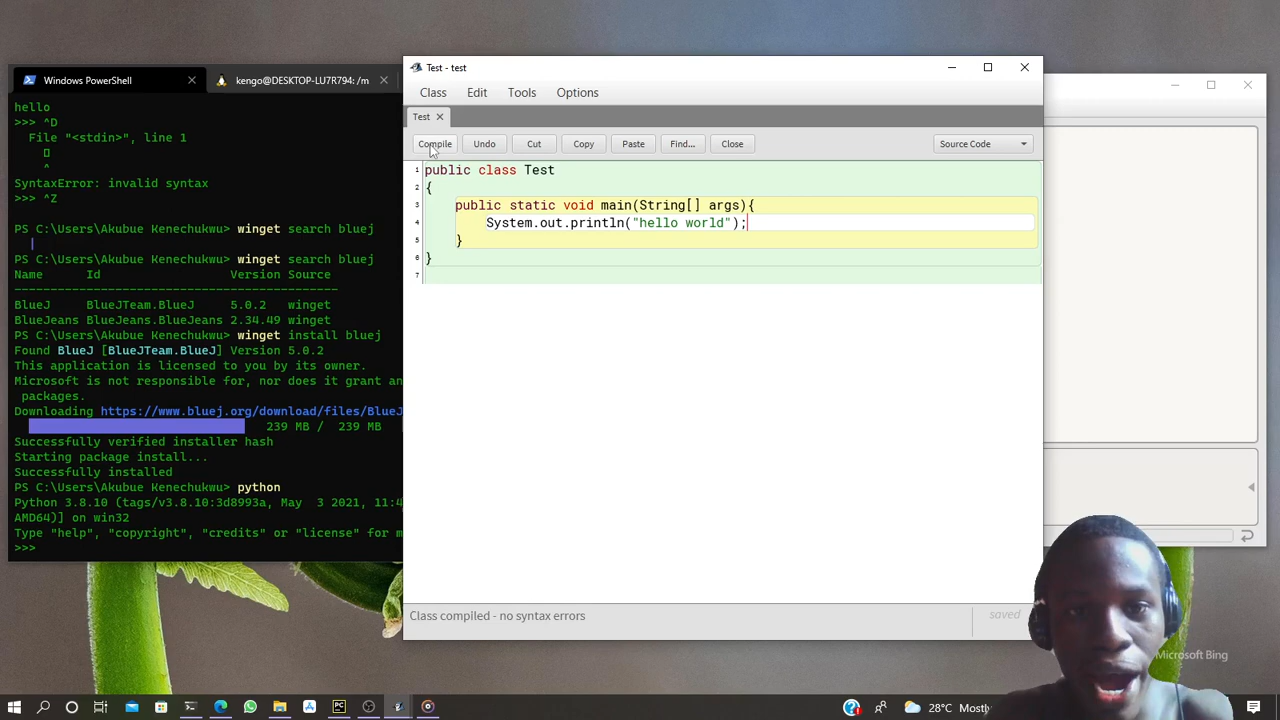 Windows PowerShell
kengo@DESKTOP-LU7R794: /m
hello
>>> ^D
File "<stdin>", line 1
^
SyntaxError: invalid syntax
>>> ^Z
PS C:\Users\Akubue Kenechukwu> winget search bluej
PS C:\Users\Akubue Kenechukwu> winget search bluej
Name Id Version Source
---------------------------------------------
BlueJ BlueJTeam.BlueJ 5.0.2 winget
BlueJeans BlueJeans.BlueJeans 2.34.49 winget
PS C:\Users\Akubue Kenechukwu> winget install bluej
Found BlueJ [BlueJTeam.BlueJ] Version 5.0.2
This application is licensed to you by its owner.
Microsoft is not responsible for, nor does it grant an
packages.
Downloading https://www.bluej.org/download/files/BlueJ
239 MB / 239 MB
Successfully verified installer hash
Starting package install...
Successfully installed
PS C:\Users\Akubue Kenechukwu> python
Python 3.8.10 (tags/v3.8.10:3d8993a, May 3 2021, 11:4
AMD64)] on win32
Type "help", "copyright", "credits" or "license" for m
>>>
Test - test
Class Edit Tools Options
Test
Compile Undo Cut Copy Paste Find... Close Source Code
1 public class Test
2 {
3 public static void main(String[] args){
4 System.out.println("hello world");
5 }
6 }
7
Class compiled - no syntax errors
saved
Microsoft Bing
28°C Mostly